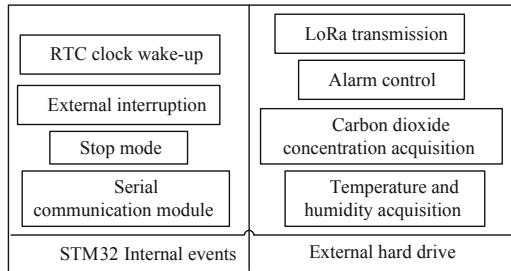 RTC clock wake-up
External interruption
Stop mode
Serial
communication module
STM32 Internal events
LoRa transmission
Alarm control
Carbon dioxide
concentration acquisition
Temperature and
humidity acquisition
External hard drive